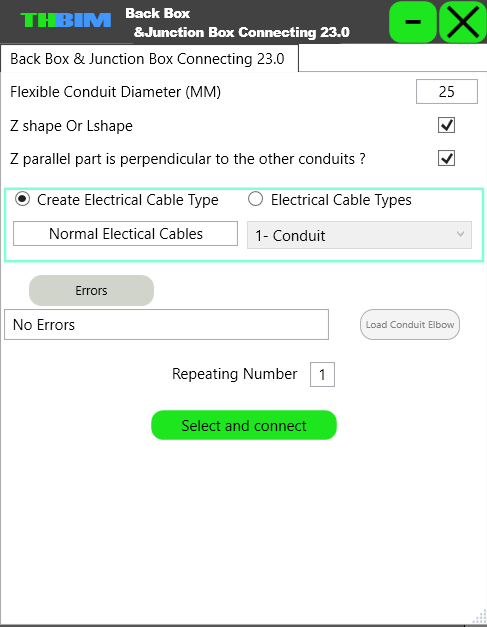 THBIM Back Box
&Junction Box Connecting 23.0
Back Box & Junction Box Connecting 23.0
Flexible Conduit Diameter (MM) 25
Z shape Or Lshape
Z parallel part is perpendicular to the other conduits ?
Create Electrical Cable Type Electrical Cable Types
Normal Electical Cables 1- Conduit
Errors
No Errors Load Conduit Elbow
Repeating Number 1
Select and connect